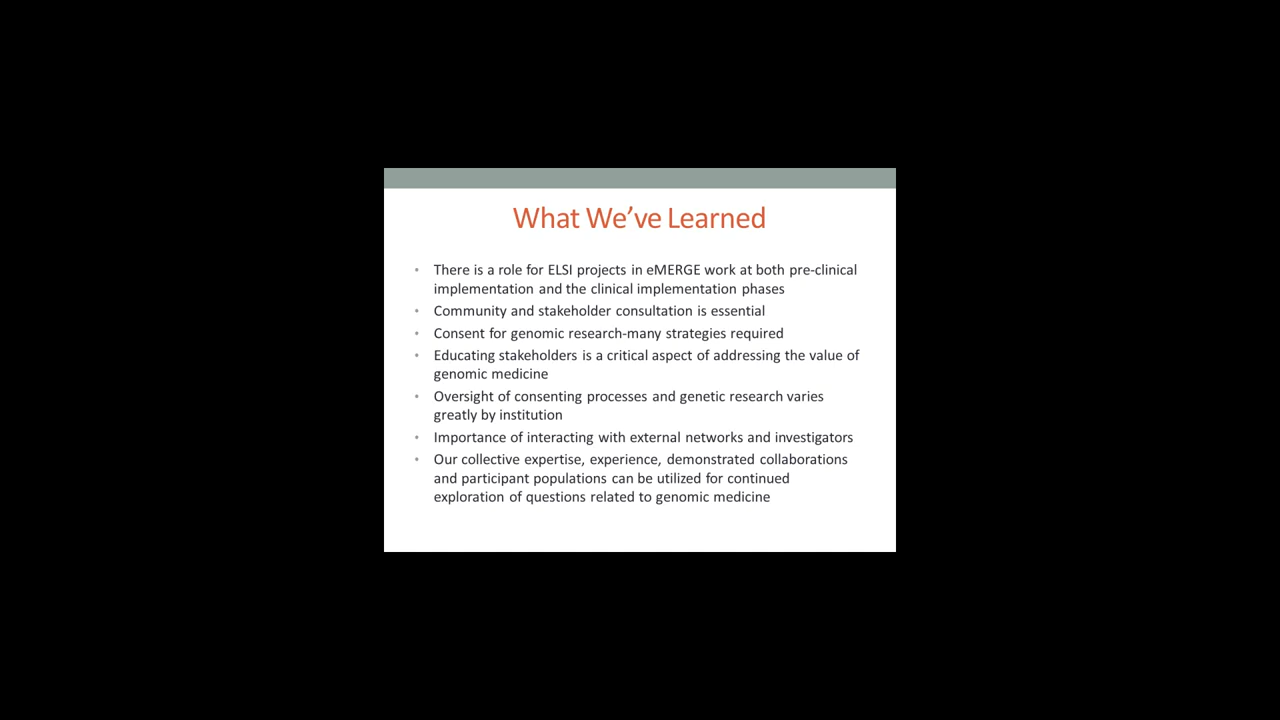 What We’ve Learned
• There is a role for ELSI projects in eMERGE work at both pre-clinical
implementation and the clinical implementation phases
• Community and stakeholder consultation is essential
• Consent for genomic research-many strategies required
• Educating stakeholders is a critical aspect of addressing the value of
genomic medicine
• Oversight of consenting processes and genetic research varies
greatly by institution
• Importance of interacting with external networks and investigators
• Our collective expertise, experience, demonstrated collaborations
and participant populations can be utilized for continued
exploration of questions related to genomic medicine